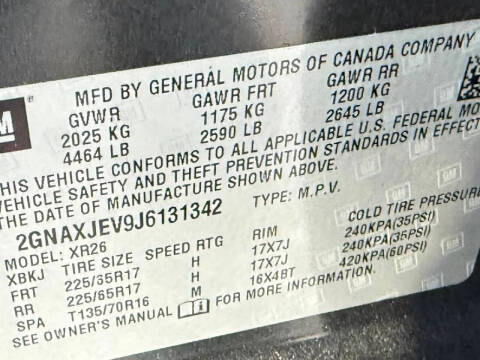 GM
MFD BY GENERAL MOTORS OF CANADA COMPANY
GVWR GAWR FRT GAWR RR
2025 KG 1175 KG 1200 KG
4464 LB 2590 LB 2645 LB
THIS VEHICLE CONFORMS TO ALL APPLICABLE U.S. FEDERAL MO
VEHICLE SAFETY AND THEFT PREVENTION STANDARDS IN EFFECT
THE DATE OF MANUFACTURE SHOWN ABOVE.
2GNAXJEV9J6131342 TYPE: M.P.V.
MODEL: XR26
XBKJ TIRE SIZE SPEED RTG RIM COLD TIRE PRESSURE
FRT 225/65R17 H 17X7J 240KPA(35PSI)
RR 225/65R17 H 17X7J 240KPA(35PSI)
SPA T135/70R16 M 16X4BT 420KPA(60PSI)
SEE OWNER'S MANUAL